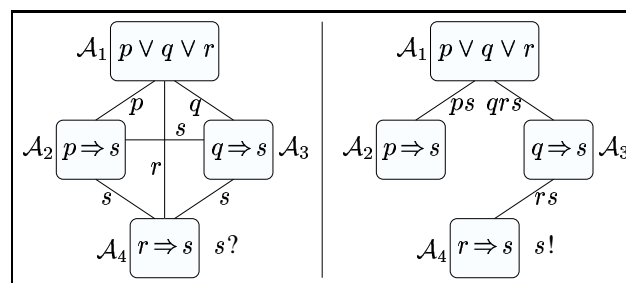 𝒜₁ p ∨ q ∨ r
p q
s
𝒜₂ p ⇒ s q ⇒ s 𝒜₃
r
s s
𝒜₄ r ⇒ s s?
𝒜₁ p ∨ q ∨ r
ps qrs
𝒜₂ p ⇒ s q ⇒ s 𝒜₃
rs
𝒜₄ r ⇒ s s!